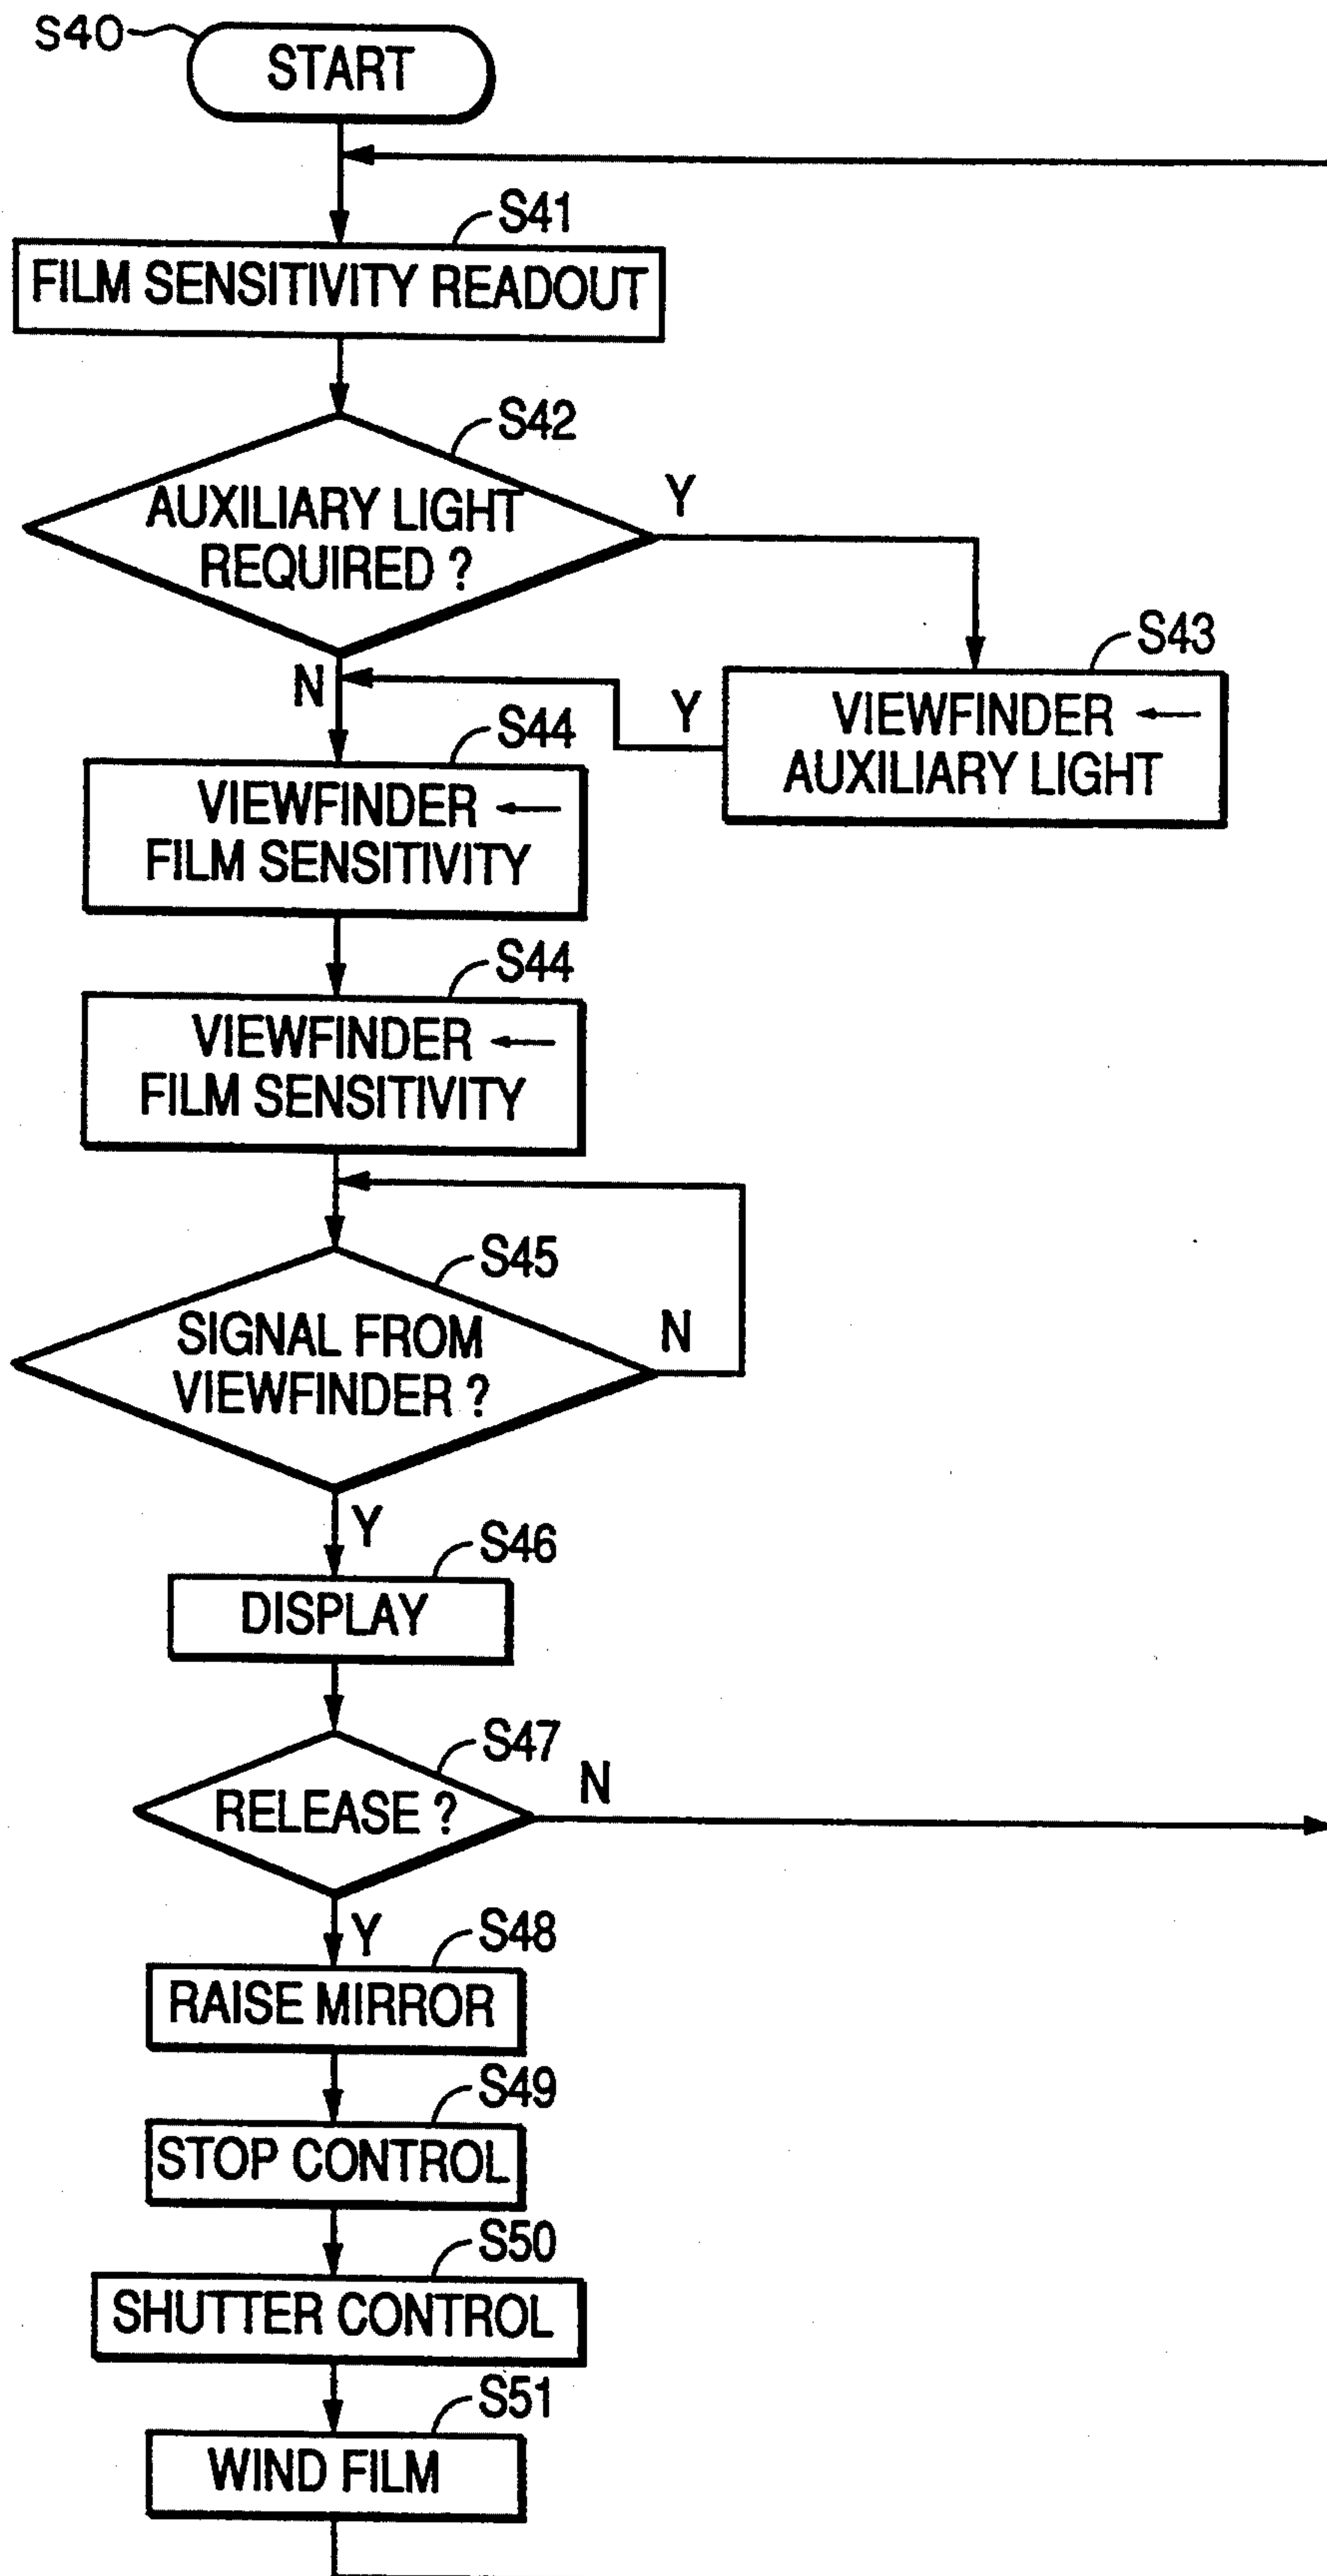 S40
START
S41
FILM SENSITIVITY READOUT
S42
AUXILIARY LIGHT
REQUIRED ?
Y
N
S43
VIEWFINDER ←
AUXILIARY LIGHT
Y
S44
VIEWFINDER ←
FILM SENSITIVITY
S44
VIEWFINDER ←
FILM SENSITIVITY
S45
SIGNAL FROM
VIEWFINDER ?
N
Y
S46
DISPLAY
S47
RELEASE ?
N
Y
S48
RAISE MIRROR
S49
STOP CONTROL
S50
SHUTTER CONTROL
S51
WIND FILM